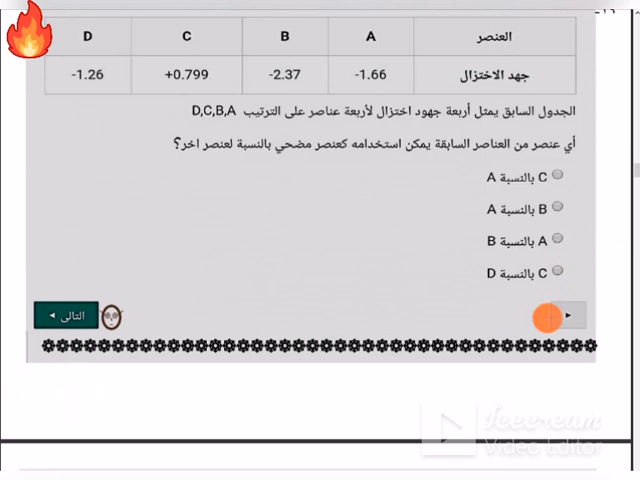 العنصر A B C D
جهد الاختزال -1.66 -2.37 +0.799 -1.26
الجدول السابق يمثل أربعة جهود اختزال لأربعة عناصر على الترتيب D,C,B,A
أي عنصر من العناصر السابقة يمكن استخدامه كعنصر مضحي بالنسبة لعنصر اخر؟
C بالنسبة A
B بالنسبة A
A بالنسبة B
C بالنسبة D
التالى
Icecream
Video Editor